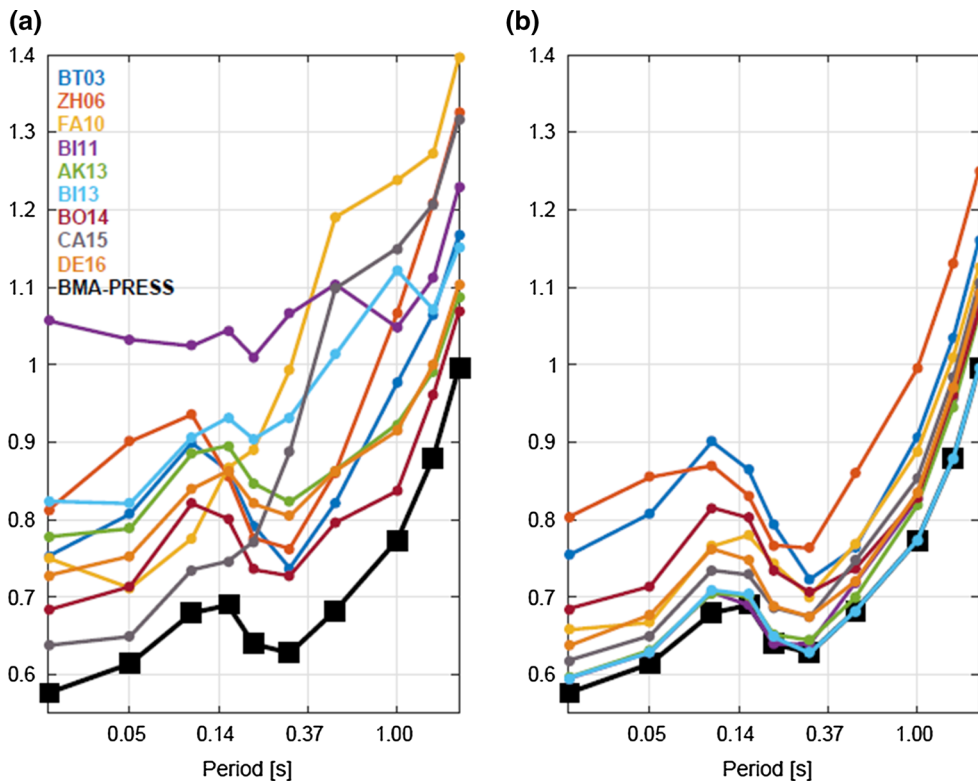 (a)
(b)
1.4
1.3
1.2
1.1
1
0.9
0.8
0.7
0.6
BT03
ZH06
FA10
BI11
AK13
BI13
BO14
CA15
DE16
BMA-PRESS
0.05
0.14
0.37
1.00
Period [s]
1.4
1.3
1.2
1.1
1
0.9
0.8
0.7
0.6
0.05
0.14
0.37
1.00
Period [s]